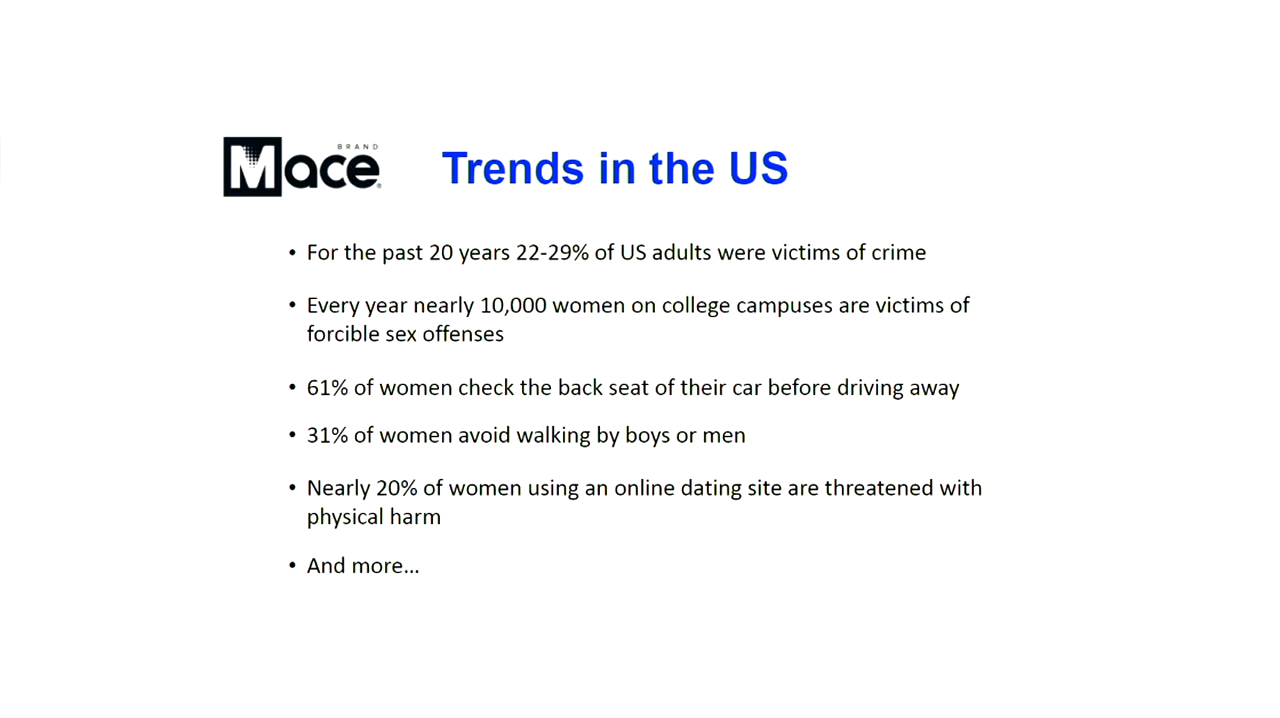 BRAND
Mace®
Trends in the US
• For the past 20 years 22-29% of US adults were victims of crime
• Every year nearly 10,000 women on college campuses are victims of
forcible sex offenses
• 61% of women check the back seat of their car before driving away
• 31% of women avoid walking by boys or men
• Nearly 20% of women using an online dating site are threatened with
physical harm
• And more...